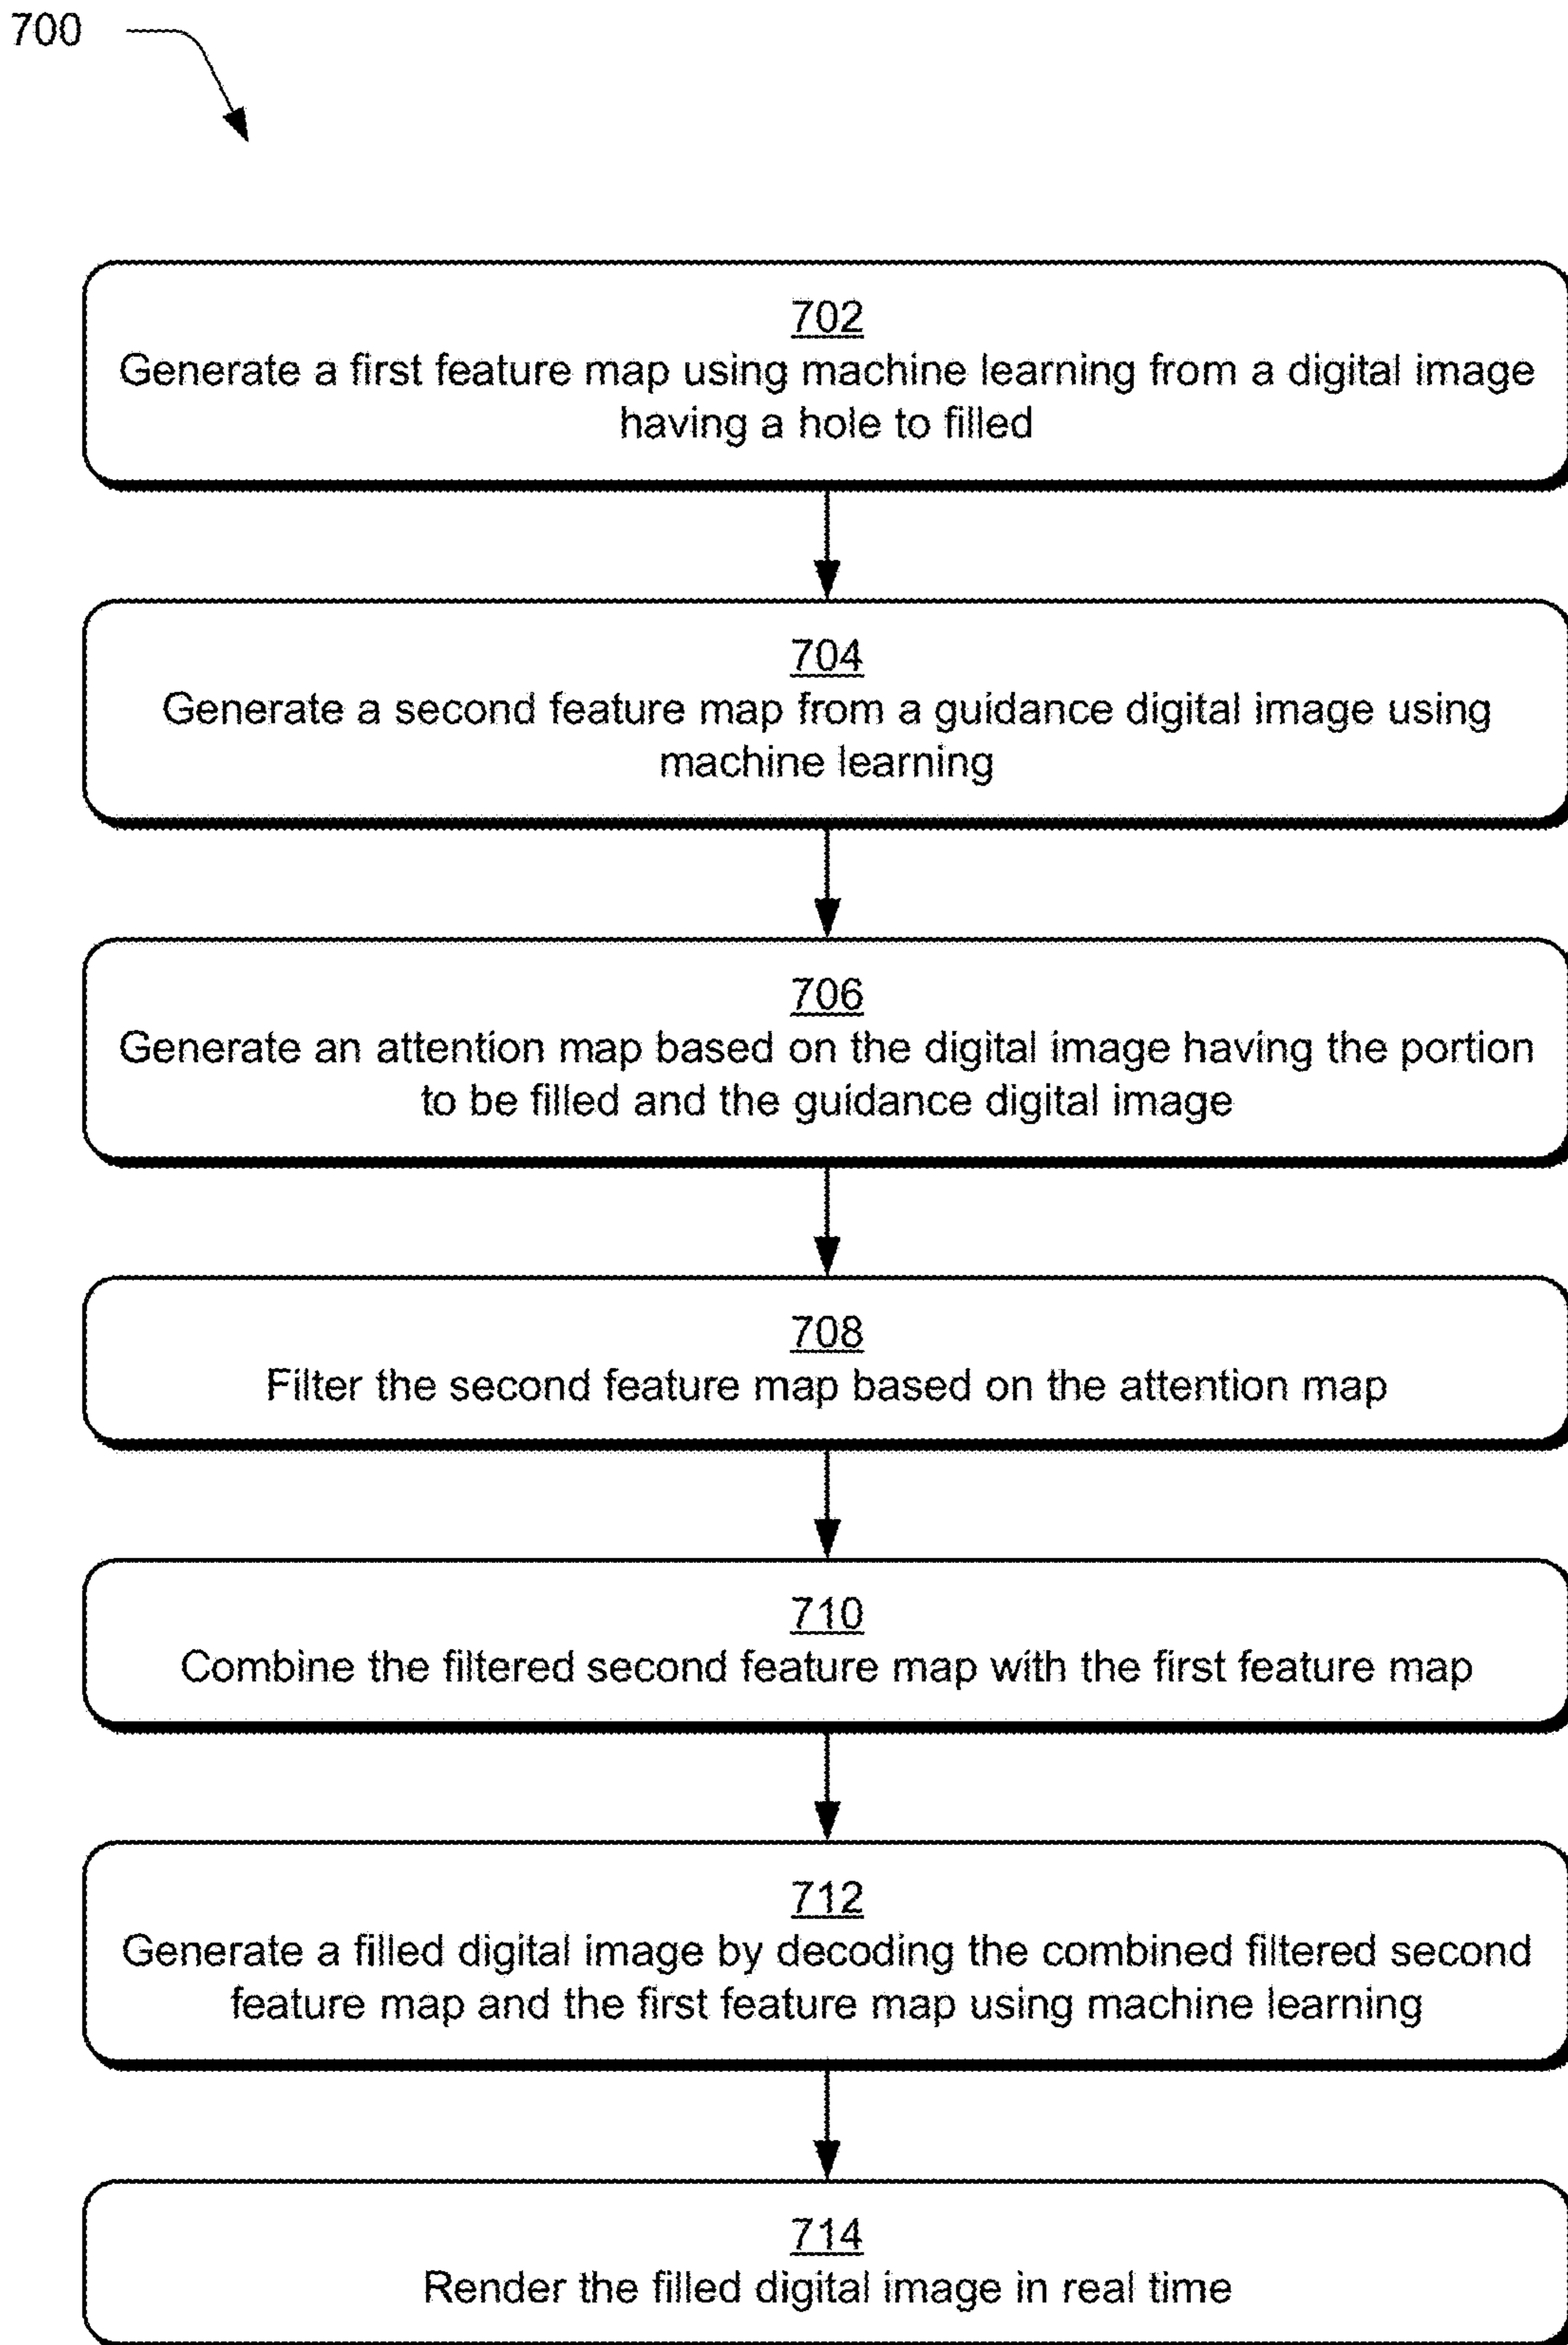 700
702
Generate a first feature map using machine learning from a digital image
having a hole to filled
704
Generate a second feature map from a guidance digital image using
machine learning
706
Generate an attention map based on the digital image having the portion
to be filled and the guidance digital image
708
Filter the second feature map based on the attention map
710
Combine the filtered second feature map with the first feature map
712
Generate a filled digital image by decoding the combined filtered second
feature map and the first feature map using machine learning
714
Render the filled digital image in real time